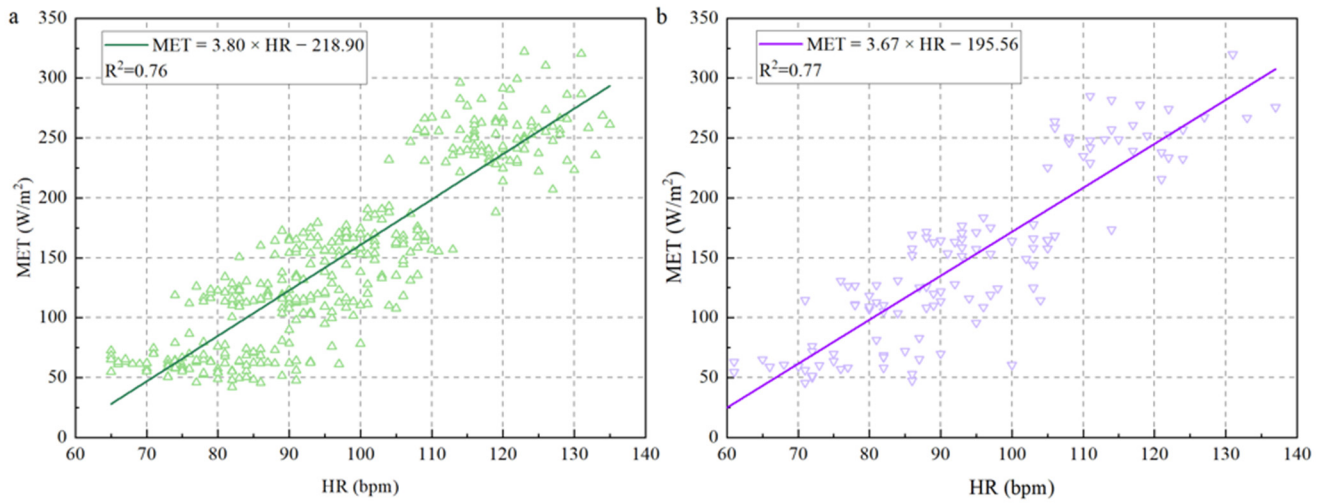 a
350
300
250
200
150
100
50
0
MET (W/m²)
MET = 3.80 × HR − 218.90
R²=0.76
60 70 80 90 100 110 120 130 140
HR (bpm)
b
350
300
250
200
150
100
50
0
MET (W/m²)
MET = 3.67 × HR − 195.56
R²=0.77
60 70 80 90 100 110 120 130 140
HR (bpm)